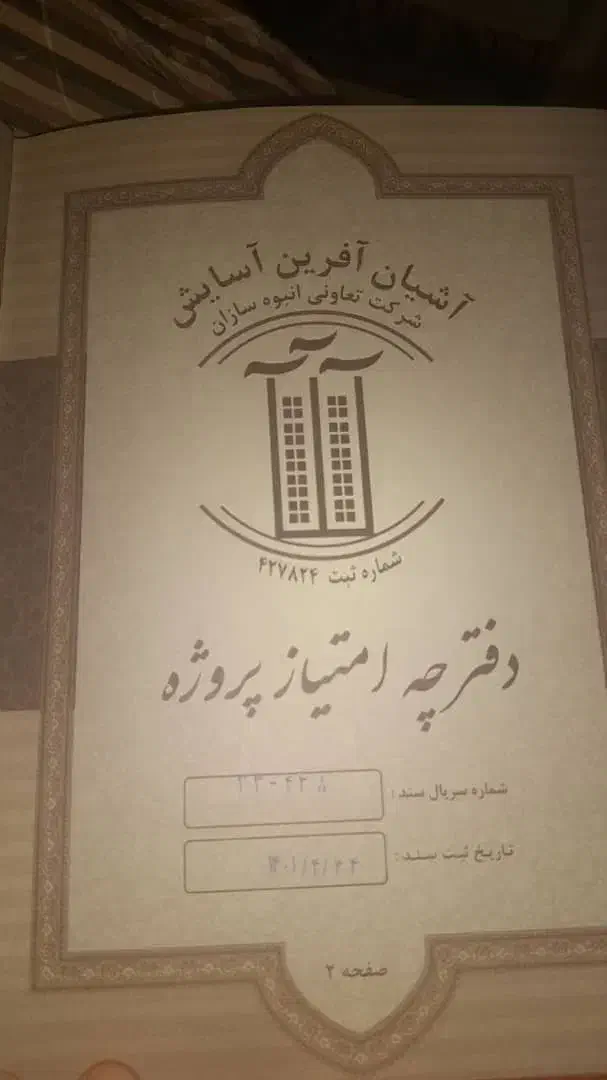 آشیان آفرین آسایش
شرکت تعاونی انبوه سازان
شماره ثبت ۴۲۷۸۲۴
دفترچه امتیاز پروژه
شماره سریال سند:
تاریخ ثبت سند: ۱۴۰۱/۴/۲۴
صفحه ۲